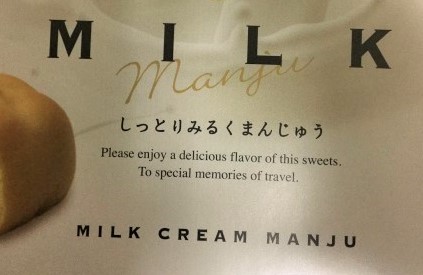 MILK
Manju
しっとりみるくまんじゅう
Please enjoy a delicious flavor of this sweets.
To special memories of travel.
MILK CREAM MANJU